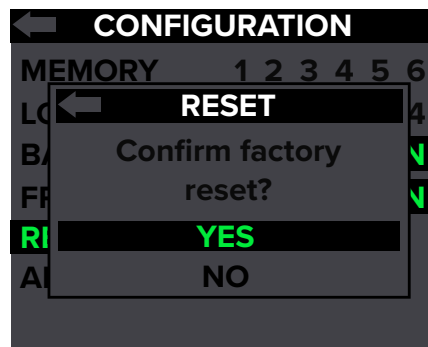 CONFIGURATION
MEMORY 1 2 3 4 5 6
RESET
Confirm factory
reset?
YES
NO